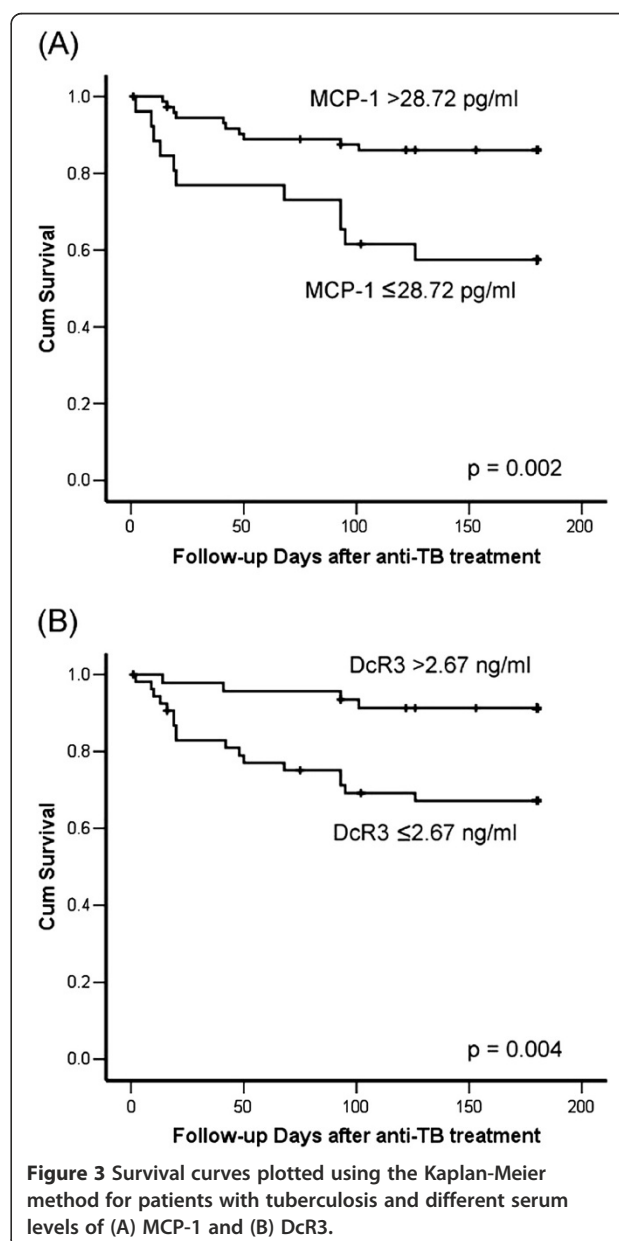 (A)
MCP-1 >28.72 pg/ml
MCP-1 ≤28.72 pg/ml
p = 0.002
Cum Survival
1.0
0.8
0.6
0.4
0.2
0.0
0 50 100 150 200
Follow-up Days after anti-TB treatment
(B)
DcR3 >2.67 ng/ml
DcR3 ≤2.67 ng/ml
p = 0.004
Cum Survival
1.0
0.8
0.6
0.4
0.2
0.0
0 50 100 150 200
Follow-up Days after anti-TB treatment
Figure 3 Survival curves plotted using the Kaplan-Meier
method for patients with tuberculosis and different serum
levels of (A) MCP-1 and (B) DcR3.